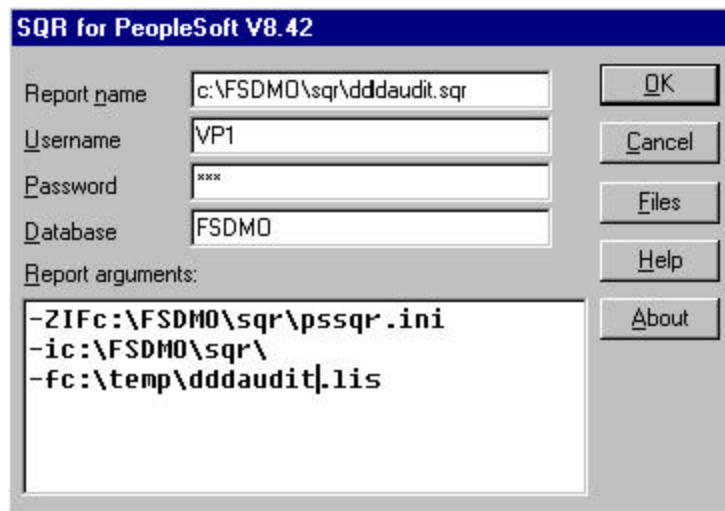 SQR for PeopleSoft V8.42
Report name c:\FSDMO\sqr\dddaudit.sqr OK
Username VP1 Cancel
Password *** Files
Database FSDMO Help
Report arguments: About
-ZIFc:\FSDMO\sqr\pssqr.ini
-ic:\FSDMO\sqr\
-fc:\temp\dddaudit.lis